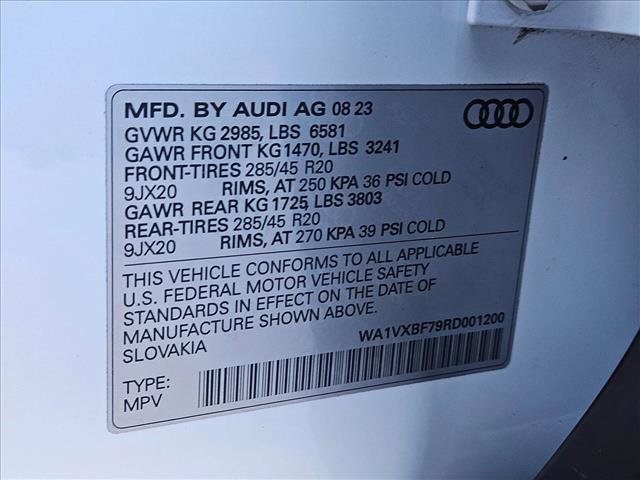 MFD. BY AUDI AG 08 23
GVWR KG 2985, LBS 6581
GAWR FRONT KG1470, LBS 3241
FRONT-TIRES 285/45 R20
9JX20 RIMS, AT 250 KPA 36 PSI COLD
GAWR REAR KG 1725, LBS 3803
REAR-TIRES 285/45 R20
9JX20 RIMS, AT 270 KPA 39 PSI COLD
THIS VEHICLE CONFORMS TO ALL APPLICABLE
U.S. FEDERAL MOTOR VEHICLE SAFETY
STANDARDS IN EFFECT ON THE DATE OF
MANUFACTURE SHOWN ABOVE.
SLOVAKIA
WA1VXBF79RD001200
TYPE:
MPV